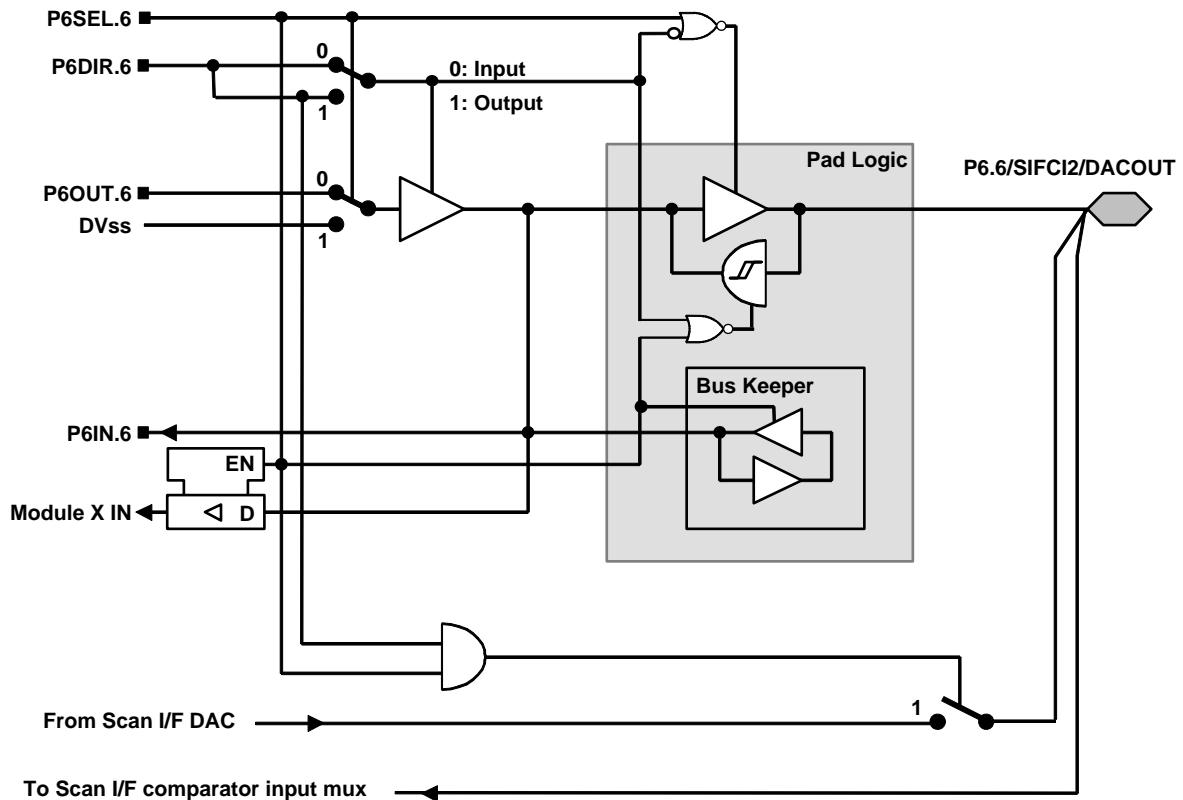 P6SEL.6
P6DIR.6
0
1
0: Input
1: Output
Pad Logic
P6.6/SIFCI2/DACOUT
P6OUT.6
0
DVss
1
Bus Keeper
P6IN.6
EN
Module X IN
D
From Scan I/F DAC
1
To Scan I/F comparator input mux